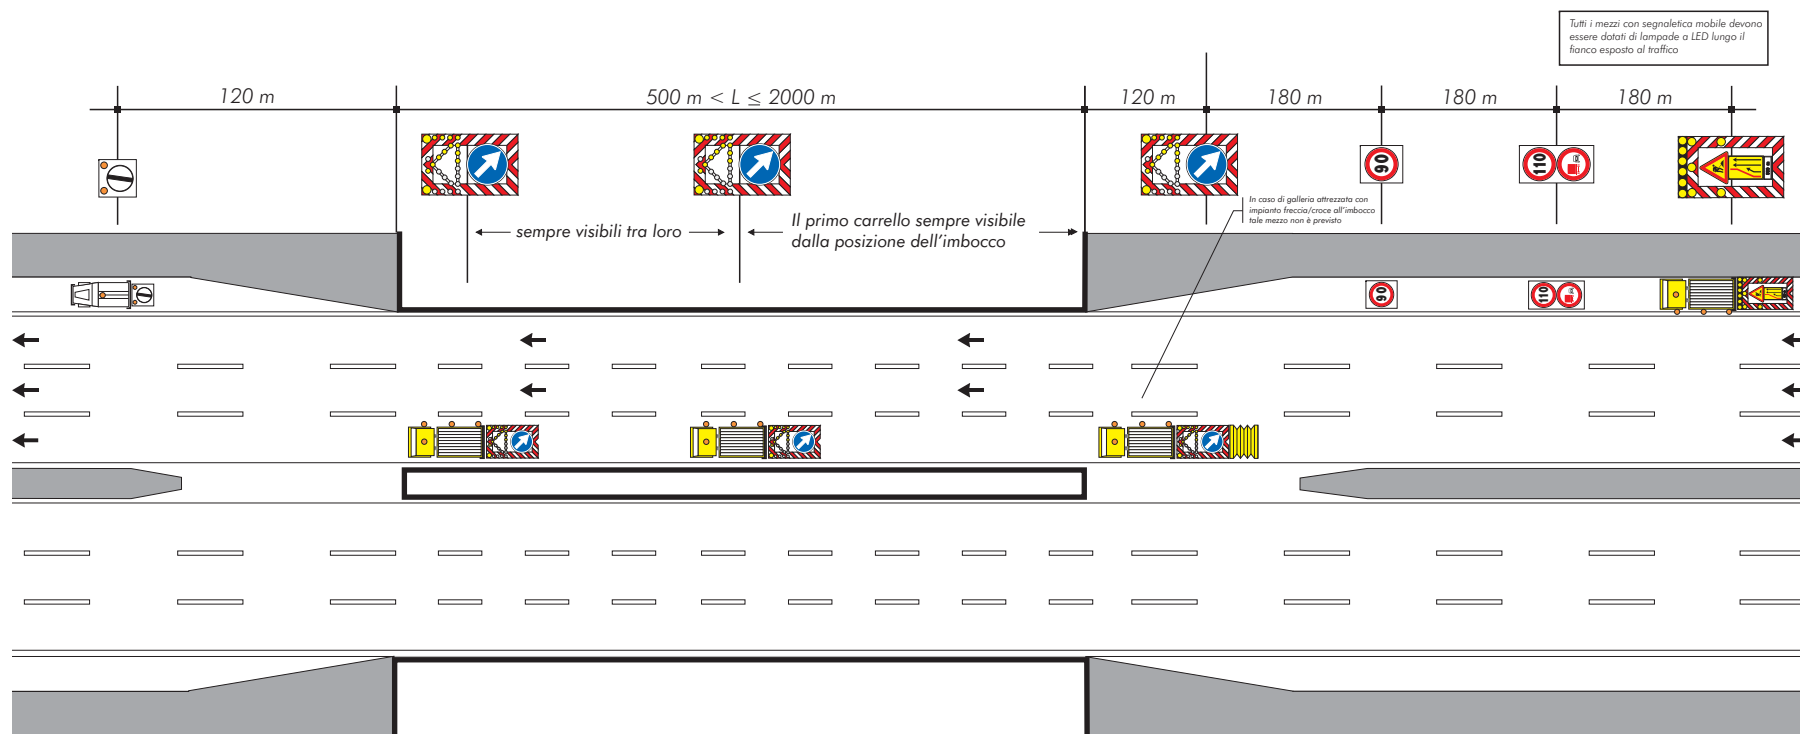 Tutti i mezzi con segnaletica mobile devono
essere dotati di lampade a LED lungo il
fianco esposto al traffico
120 m
500 m < L ≤ 2000 m
120 m
180 m
180 m
180 m
90
110
In caso di galleria attrezzata con
impianto freccia/croce all'imbocco
tale mezzo non è previsto
sempre visibili tra loro
Il primo carrello sempre visibile
dalla posizione dell'imbocco
90
110